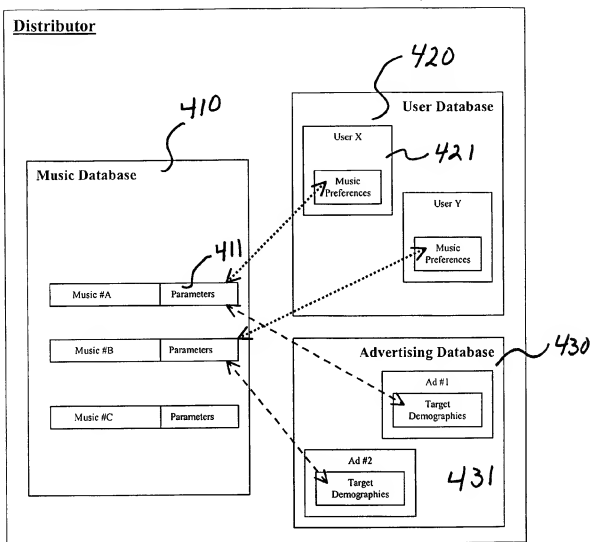 Distributor
420
410
User Database
User X
421
Music Database
Music
Preferences
User Y
411
Music
Preferences
Music #A
Parameters
Music #B
Parameters
Advertising Database
430
Ad #1
Target
Demographies
Music #C
Parameters
Ad #2
Target
Demographies
431